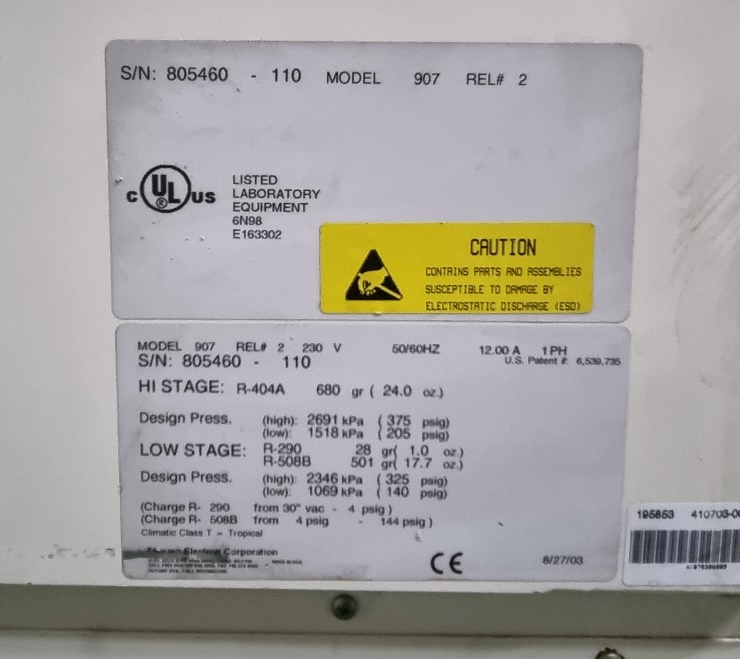 S/N: 805460 - 110 MODEL 907 REL# 2
C UL ® US
LISTED
LABORATORY
EQUIPMENT
6N98
E163302
CAUTION
CONTAINS PARTS AND ASSEMBLIES
SUSCEPTIBLE TO DAMAGE BY
ELECTROSTATIC DISCHARGE (ESD)
MODEL 907 REL# 2 230 V 50/60HZ 12.00 A 1 PH
S/N: 805460 - 110 U.S. Patent #: 6,539,735
HI STAGE: R-404A 680 gr ( 24.0 oz.)
Design Press. (high): 2691 kPa ( 375 psig)
(low): 1518 kPa ( 205 psig)
LOW STAGE: R-290 28 gr( 1.0 oz.)
R-508B 501 gr( 17.7 oz.)
Design Press. (high): 2346 kPa ( 325 psig)
(low): 1069 kPa ( 140 psig)
(Charge R- 290 from 30" vac - 4 psig )
(Charge R- 508B from 4 psig - 144 psig )
Climatic Class T = Tropical
Thermo Electron Corporation
CE 8/27/03
195853 410703-00